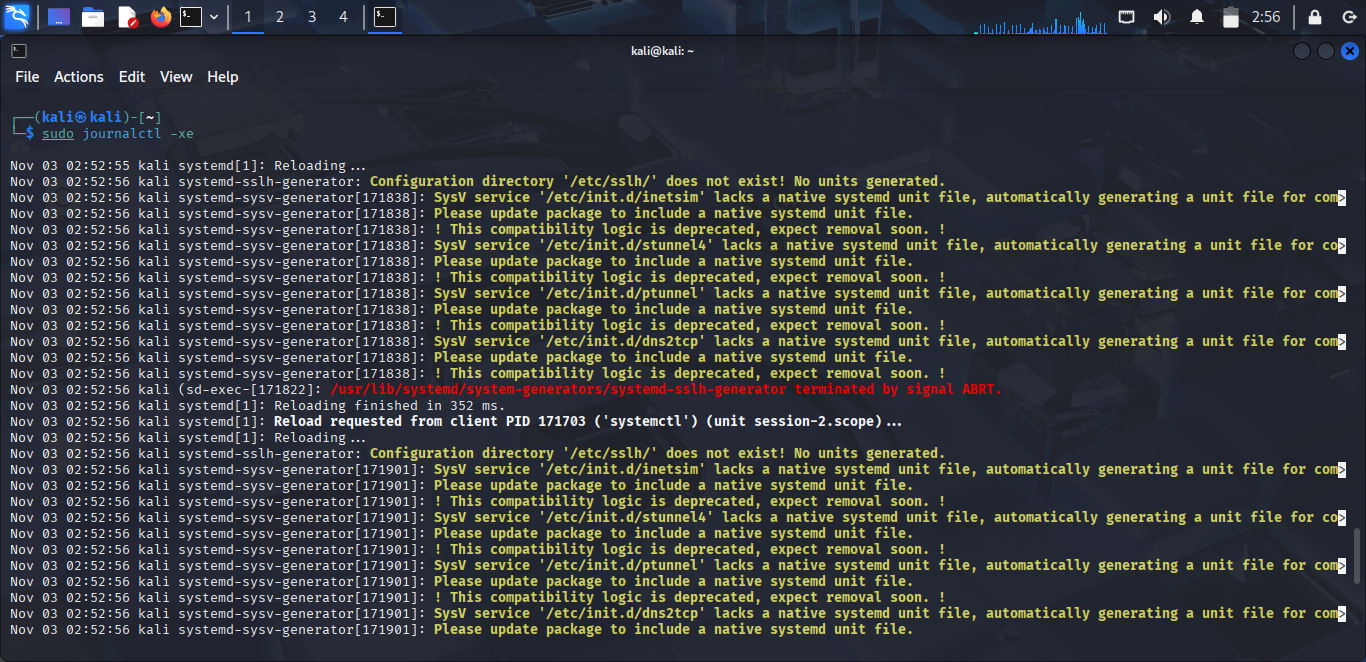 1 2 3 4 2:56
kali@kali: ~
File Actions Edit View Help
┌──(kali㉿kali)-[~]
└─$ sudo journalctl -xe
Nov 03 02:52:55 kali systemd[1]: Reloading...
Nov 03 02:52:56 kali systemd-sslh-generator: Configuration directory '/etc/sslh/' does not exist! No units generated.
Nov 03 02:52:56 kali systemd-sysv-generator[171838]: SysV service '/etc/init.d/inetsim' lacks a native systemd unit file, automatically generating a unit file for com>
Nov 03 02:52:56 kali systemd-sysv-generator[171838]: Please update package to include a native systemd unit file.
Nov 03 02:52:56 kali systemd-sysv-generator[171838]: ! This compatibility logic is deprecated, expect removal soon. !
Nov 03 02:52:56 kali systemd-sysv-generator[171838]: SysV service '/etc/init.d/stunnel4' lacks a native systemd unit file, automatically generating a unit file for co>
Nov 03 02:52:56 kali systemd-sysv-generator[171838]: Please update package to include a native systemd unit file.
Nov 03 02:52:56 kali systemd-sysv-generator[171838]: ! This compatibility logic is deprecated, expect removal soon. !
Nov 03 02:52:56 kali systemd-sysv-generator[171838]: SysV service '/etc/init.d/ptunnel' lacks a native systemd unit file, automatically generating a unit file for com>
Nov 03 02:52:56 kali systemd-sysv-generator[171838]: Please update package to include a native systemd unit file.
Nov 03 02:52:56 kali systemd-sysv-generator[171838]: ! This compatibility logic is deprecated, expect removal soon. !
Nov 03 02:52:56 kali systemd-sysv-generator[171838]: SysV service '/etc/init.d/dns2tcp' lacks a native systemd unit file, automatically generating a unit file for com>
Nov 03 02:52:56 kali systemd-sysv-generator[171838]: Please update package to include a native systemd unit file.
Nov 03 02:52:56 kali systemd-sysv-generator[171838]: ! This compatibility logic is deprecated, expect removal soon. !
Nov 03 02:52:56 kali (sd-exec-[171822]: /usr/lib/systemd/system-generators/systemd-sslh-generator terminated by signal ABRT.
Nov 03 02:52:56 kali systemd[1]: Reloading finished in 352 ms.
Nov 03 02:52:56 kali systemd[1]: Reload requested from client PID 171703 ('systemctl') (unit session-2.scope)...
Nov 03 02:52:56 kali systemd[1]: Reloading...
Nov 03 02:52:56 kali systemd-sslh-generator: Configuration directory '/etc/sslh/' does not exist! No units generated.
Nov 03 02:52:56 kali systemd-sysv-generator[171901]: SysV service '/etc/init.d/inetsim' lacks a native systemd unit file, automatically generating a unit file for com>
Nov 03 02:52:56 kali systemd-sysv-generator[171901]: Please update package to include a native systemd unit file.
Nov 03 02:52:56 kali systemd-sysv-generator[171901]: ! This compatibility logic is deprecated, expect removal soon. !
Nov 03 02:52:56 kali systemd-sysv-generator[171901]: SysV service '/etc/init.d/stunnel4' lacks a native systemd unit file, automatically generating a unit file for co>
Nov 03 02:52:56 kali systemd-sysv-generator[171901]: Please update package to include a native systemd unit file.
Nov 03 02:52:56 kali systemd-sysv-generator[171901]: ! This compatibility logic is deprecated, expect removal soon. !
Nov 03 02:52:56 kali systemd-sysv-generator[171901]: SysV service '/etc/init.d/ptunnel' lacks a native systemd unit file, automatically generating a unit file for com>
Nov 03 02:52:56 kali systemd-sysv-generator[171901]: Please update package to include a native systemd unit file.
Nov 03 02:52:56 kali systemd-sysv-generator[171901]: ! This compatibility logic is deprecated, expect removal soon. !
Nov 03 02:52:56 kali systemd-sysv-generator[171901]: SysV service '/etc/init.d/dns2tcp' lacks a native systemd unit file, automatically generating a unit file for com>
Nov 03 02:52:56 kali systemd-sysv-generator[171901]: Please update package to include a native systemd unit file.